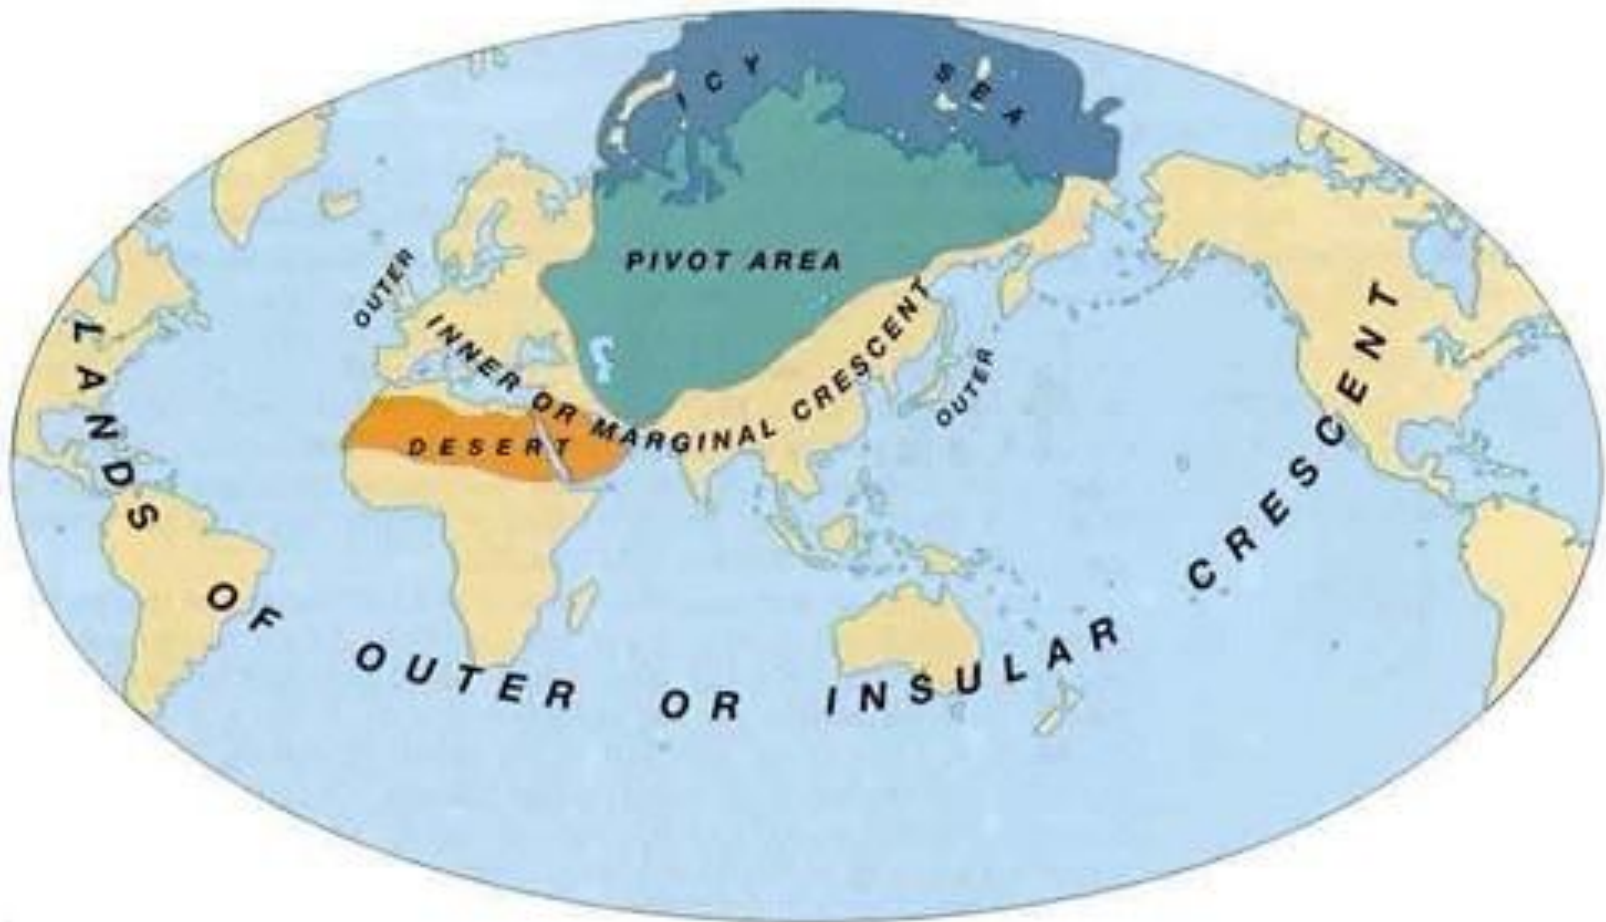 ICY SEA
PIVOT AREA
OUTER
INNER OR MARGINAL CRESCENT
OUTER
DESERT
LANDS OF OUTER OR INSULAR CRESCENT